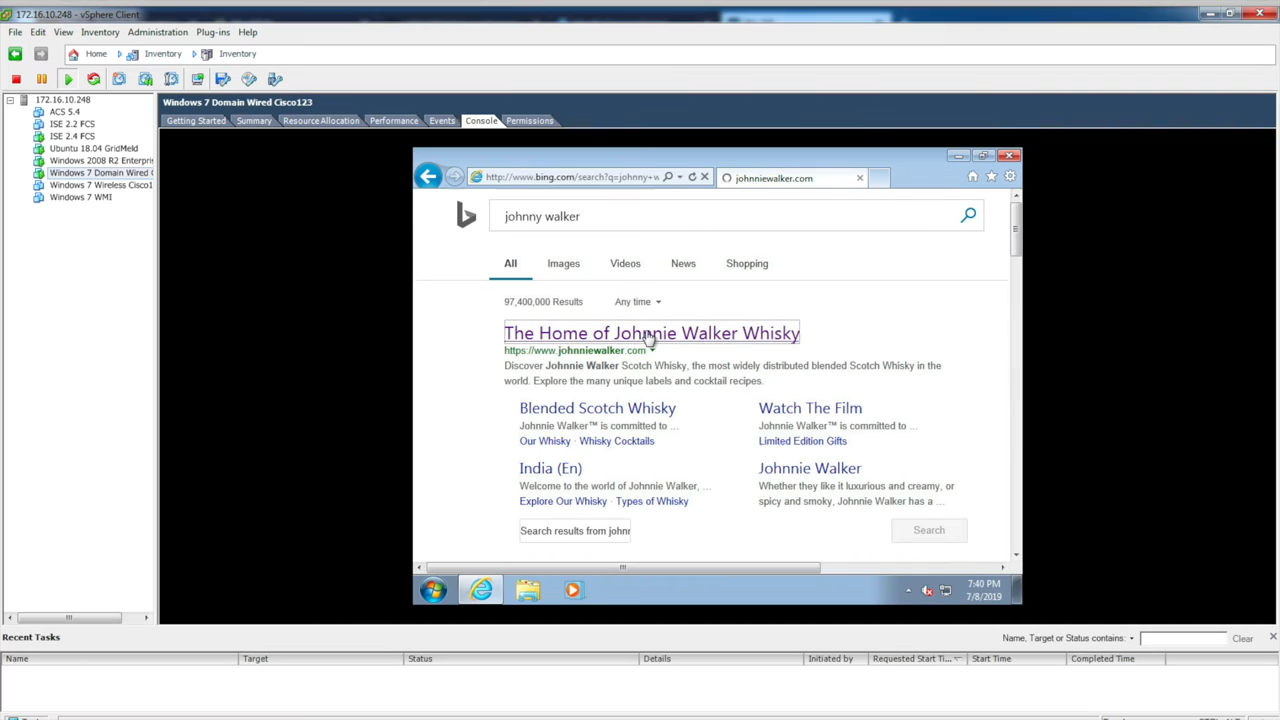 172.16.10.248 - vSphere Client
File Edit View Inventory Administration Plug-ins Help
Home Inventory Inventory
172.16.10.248
ACS 5.4
ISE 2.2 FCS
ISE 2.4 FCS
Ubuntu 18.04 GridMeld
Windows 2008 R2 Enterpris
Windows 7 Domain Wired C
Windows 7 Wireless Cisco1
Windows 7 WMI
Windows 7 Domain Wired Cisco123
Getting Started Summary Resource Allocation Performance Events Console Permissions
http://www.bing.com/search?q=johnny+w
johnniewalker.com
johnny walker
All Images Videos News Shopping
97,400,000 Results Any time
The Home of Johnnie Walker Whisky
https://www.johnniewalker.com
Discover Johnnie Walker Scotch Whisky, the most widely distributed blended Scotch Whisky in the
world. Explore the many unique labels and cocktail recipes.
Blended Scotch Whisky
Johnnie Walker™ is committed to ...
Our Whisky · Whisky Cocktails
Watch The Film
Johnnie Walker™ is committed to ...
Limited Edition Gifts
India (En)
Welcome to the world of Johnnie Walker, ...
Explore Our Whisky · Types of Whisky
Johnnie Walker
Whether they like it luxurious and creamy, or
spicy and smoky, Johnnie Walker has a ...
Search results from johnr
Search
7:40 PM
7/8/2019
Recent Tasks
Name, Target or Status contains: Clear
Name Target Status Details Initiated by Requested Start Ti... Start Time Completed Time